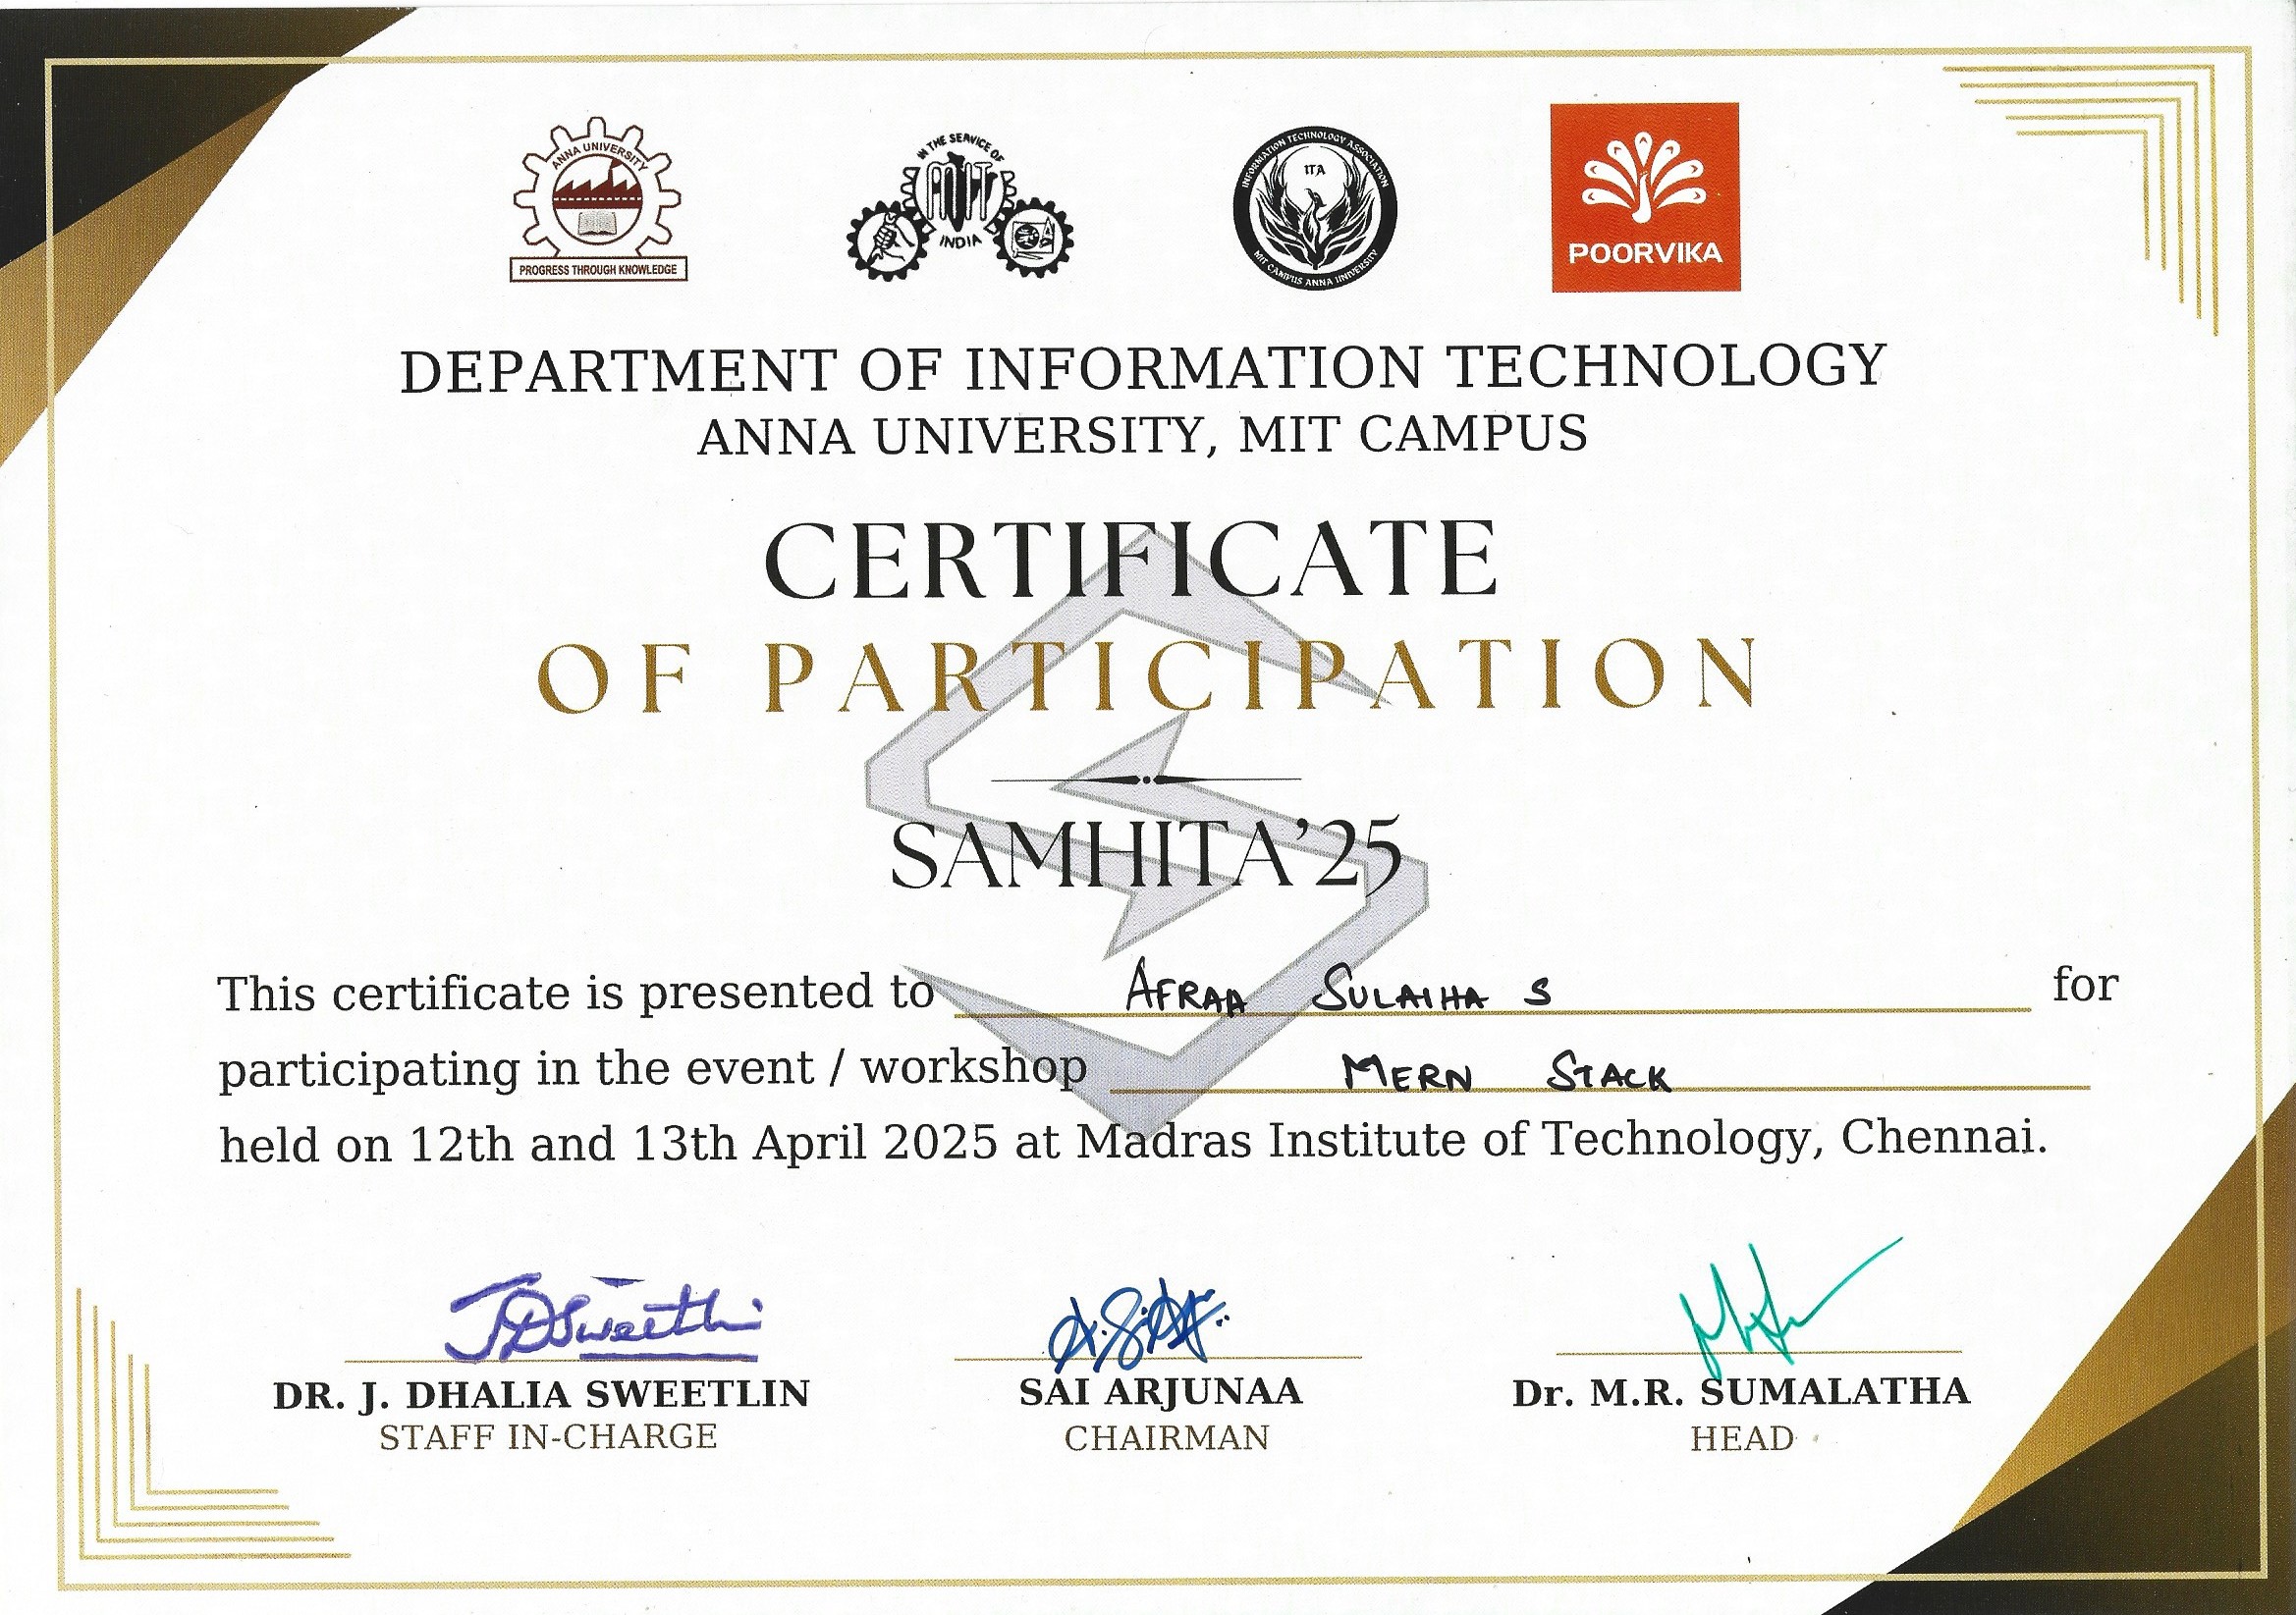 ANNA UNIVERSITY
PROGRESS THROUGH KNOWLEDGE
IN THE SERVICE OF
MIT
INDIA
INFORMATION TECHNOLOGY ASSOCIATION
ITA
MIT CAMPUS ANNA UNIVERSITY
POORVIKA
DEPARTMENT OF INFORMATION TECHNOLOGY
ANNA UNIVERSITY, MIT CAMPUS
CERTIFICATE
OF PARTICIPATION
SAMHITA'25
This certificate is presented to AFRAA SULAIHA S for
participating in the event / workshop MERN STACK
held on 12th and 13th April 2025 at Madras Institute of Technology, Chennai.
J D Sweetlin
DR. J. DHALIA SWEETLIN
STAFF IN-CHARGE
SAI ARJUNAA
CHAIRMAN
Dr. M.R. SUMALATHA
HEAD